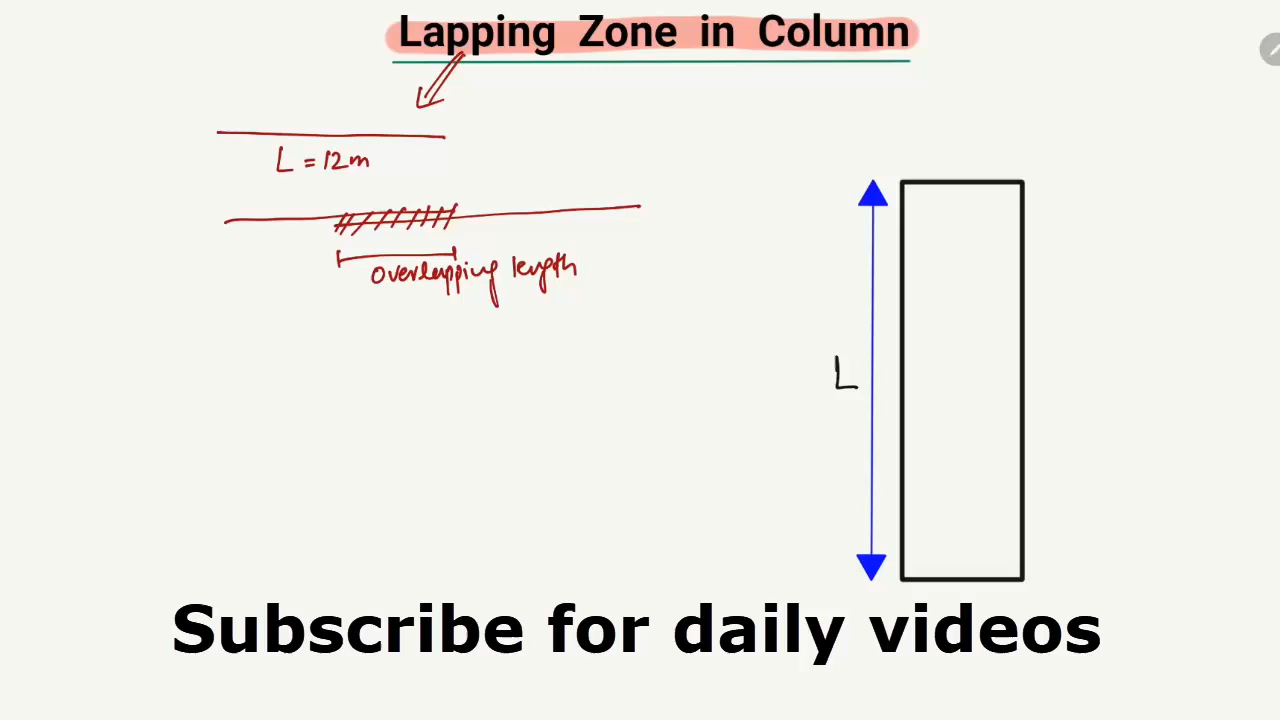 Lapping Zone in Column
L = 12m
overlapping length
L
Subscribe for daily videos